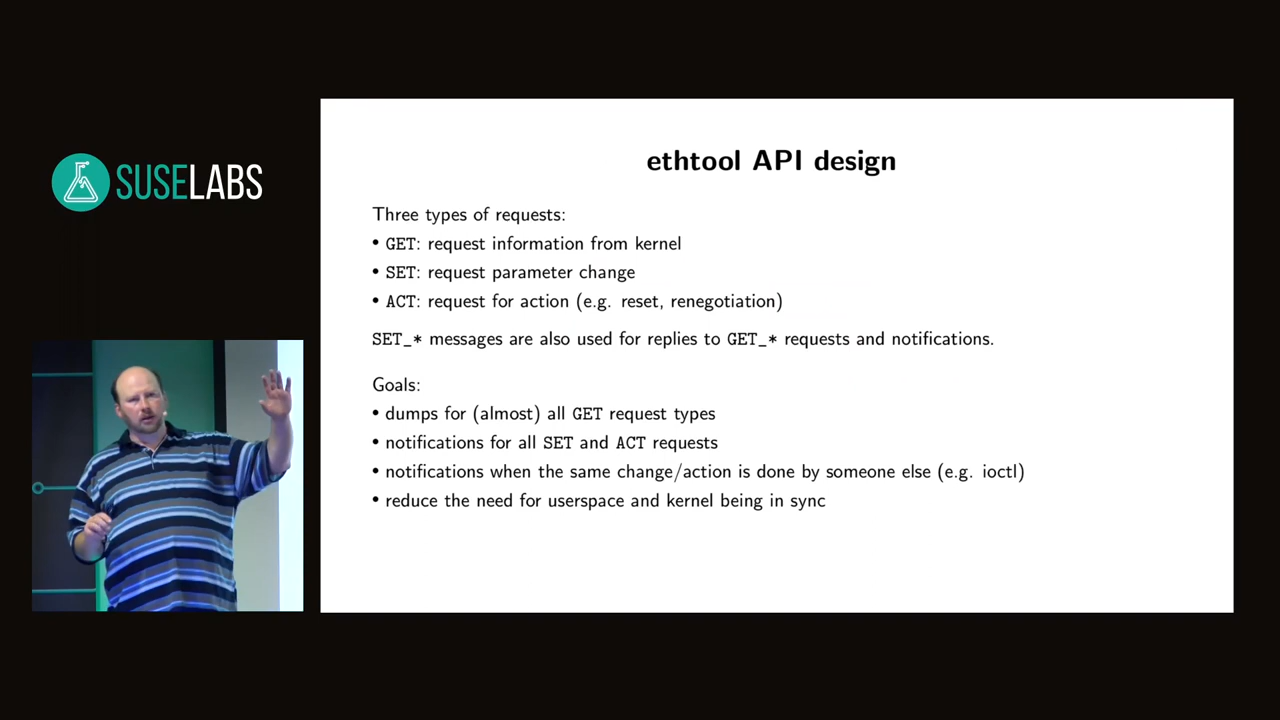 SUSELABS
ethtool API design
Three types of requests:
• GET: request information from kernel
• SET: request parameter change
• ACT: request for action (e.g. reset, renegotiation)
SET_* messages are also used for replies to GET_* requests and notifications.
Goals:
• dumps for (almost) all GET request types
• notifications for all SET and ACT requests
• notifications when the same change/action is done by someone else (e.g. ioctl)
• reduce the need for userspace and kernel being in sync